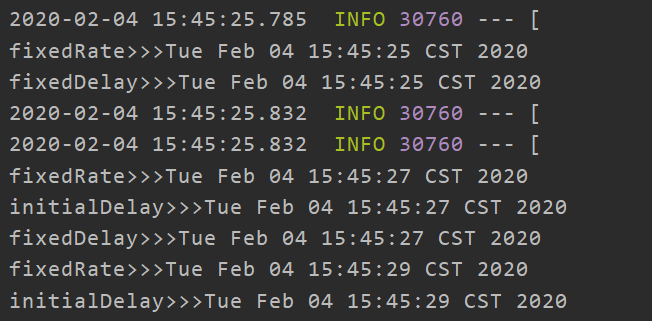 2020-02-04 15:45:25.785  INFO 30760 --- [
fixedRate>>>Tue Feb 04 15:45:25 CST 2020
fixedDelay>>>Tue Feb 04 15:45:25 CST 2020
2020-02-04 15:45:25.832  INFO 30760 --- [
2020-02-04 15:45:25.832  INFO 30760 --- [
fixedRate>>>Tue Feb 04 15:45:27 CST 2020
initialDelay>>>Tue Feb 04 15:45:27 CST 2020
fixedDelay>>>Tue Feb 04 15:45:27 CST 2020
fixedRate>>>Tue Feb 04 15:45:29 CST 2020
initialDelay>>>Tue Feb 04 15:45:29 CST 2020